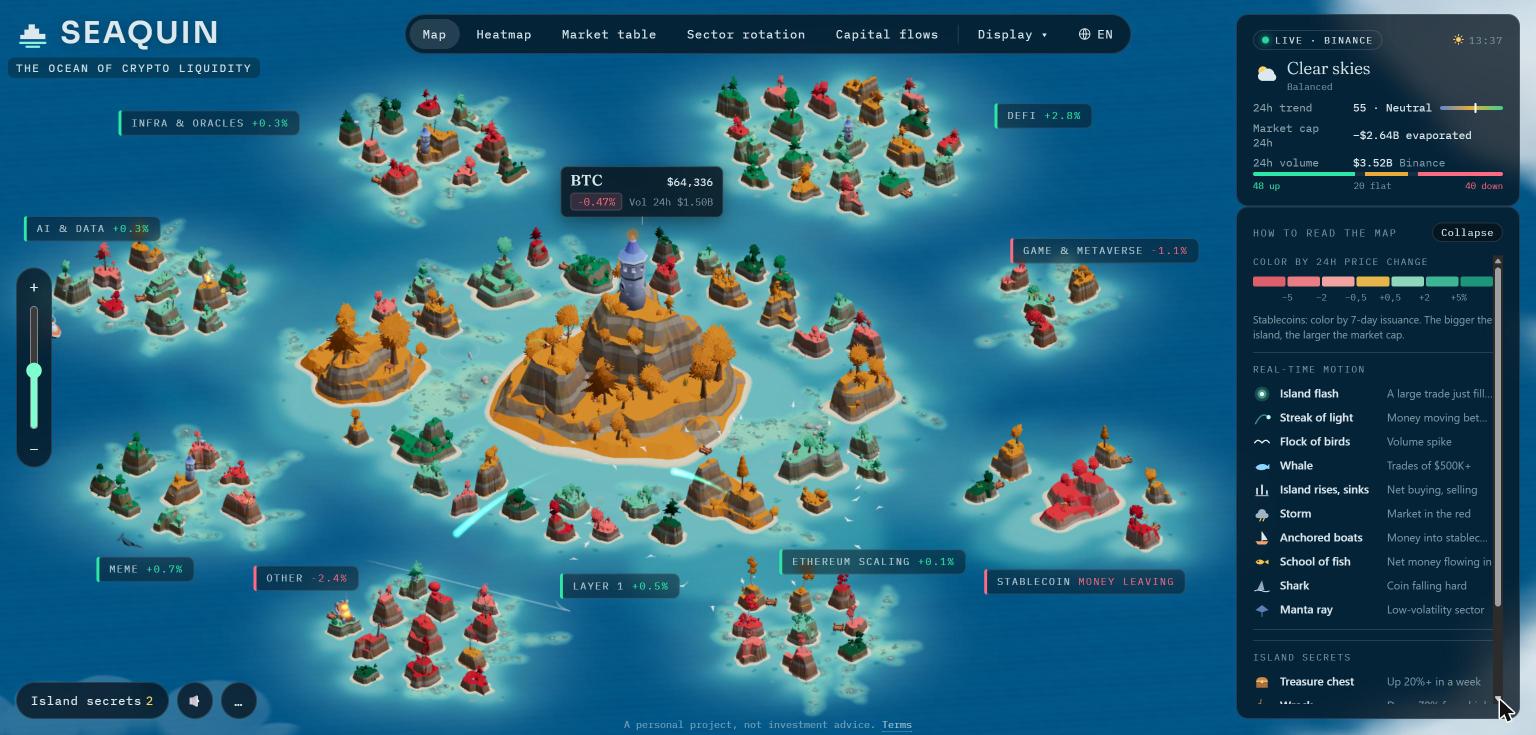 SEAQUIN
THE OCEAN OF CRYPTO LIQUIDITY
Map Heatmap Market table Sector rotation Capital flows Display ▾ EN
LIVE · BINANCE 13:37
Clear skies
Balanced
24h trend 55 · Neutral
Market cap 24h −$2.64B evaporated
24h volume $3.52B Binance
48 up 20 flat 40 down
HOW TO READ THE MAP Collapse
COLOR BY 24H PRICE CHANGE
−5 −2 −0,5 +0,5 +2 +5%
Stablecoins: color by 7-day issuance. The bigger the
island, the larger the market cap.
REAL-TIME MOTION
Island flash A large trade just fill...
Streak of light Money moving bet...
Flock of birds Volume spike
Whale Trades of $500K+
Island rises, sinks Net buying, selling
Storm Market in the red
Anchored boats Money into stablec...
School of fish Net money flowing in
Shark Coin falling hard
Manta ray Low-volatility sector
ISLAND SECRETS
Treasure chest Up 20%+ in a week
INFRA & ORACLES +0.3%
DEFI +2.8%
BTC $64,336
-0.47% Vol 24h $1.50B
AI & DATA +0.3%
GAME & METAVERSE -1.1%
+
−
MEME +0.7%
OTHER -2.4%
LAYER 1 +0.5%
ETHEREUM SCALING +0.1%
STABLECOIN MONEY LEAVING
Island secrets 2
…
A personal project, not investment advice. Terms